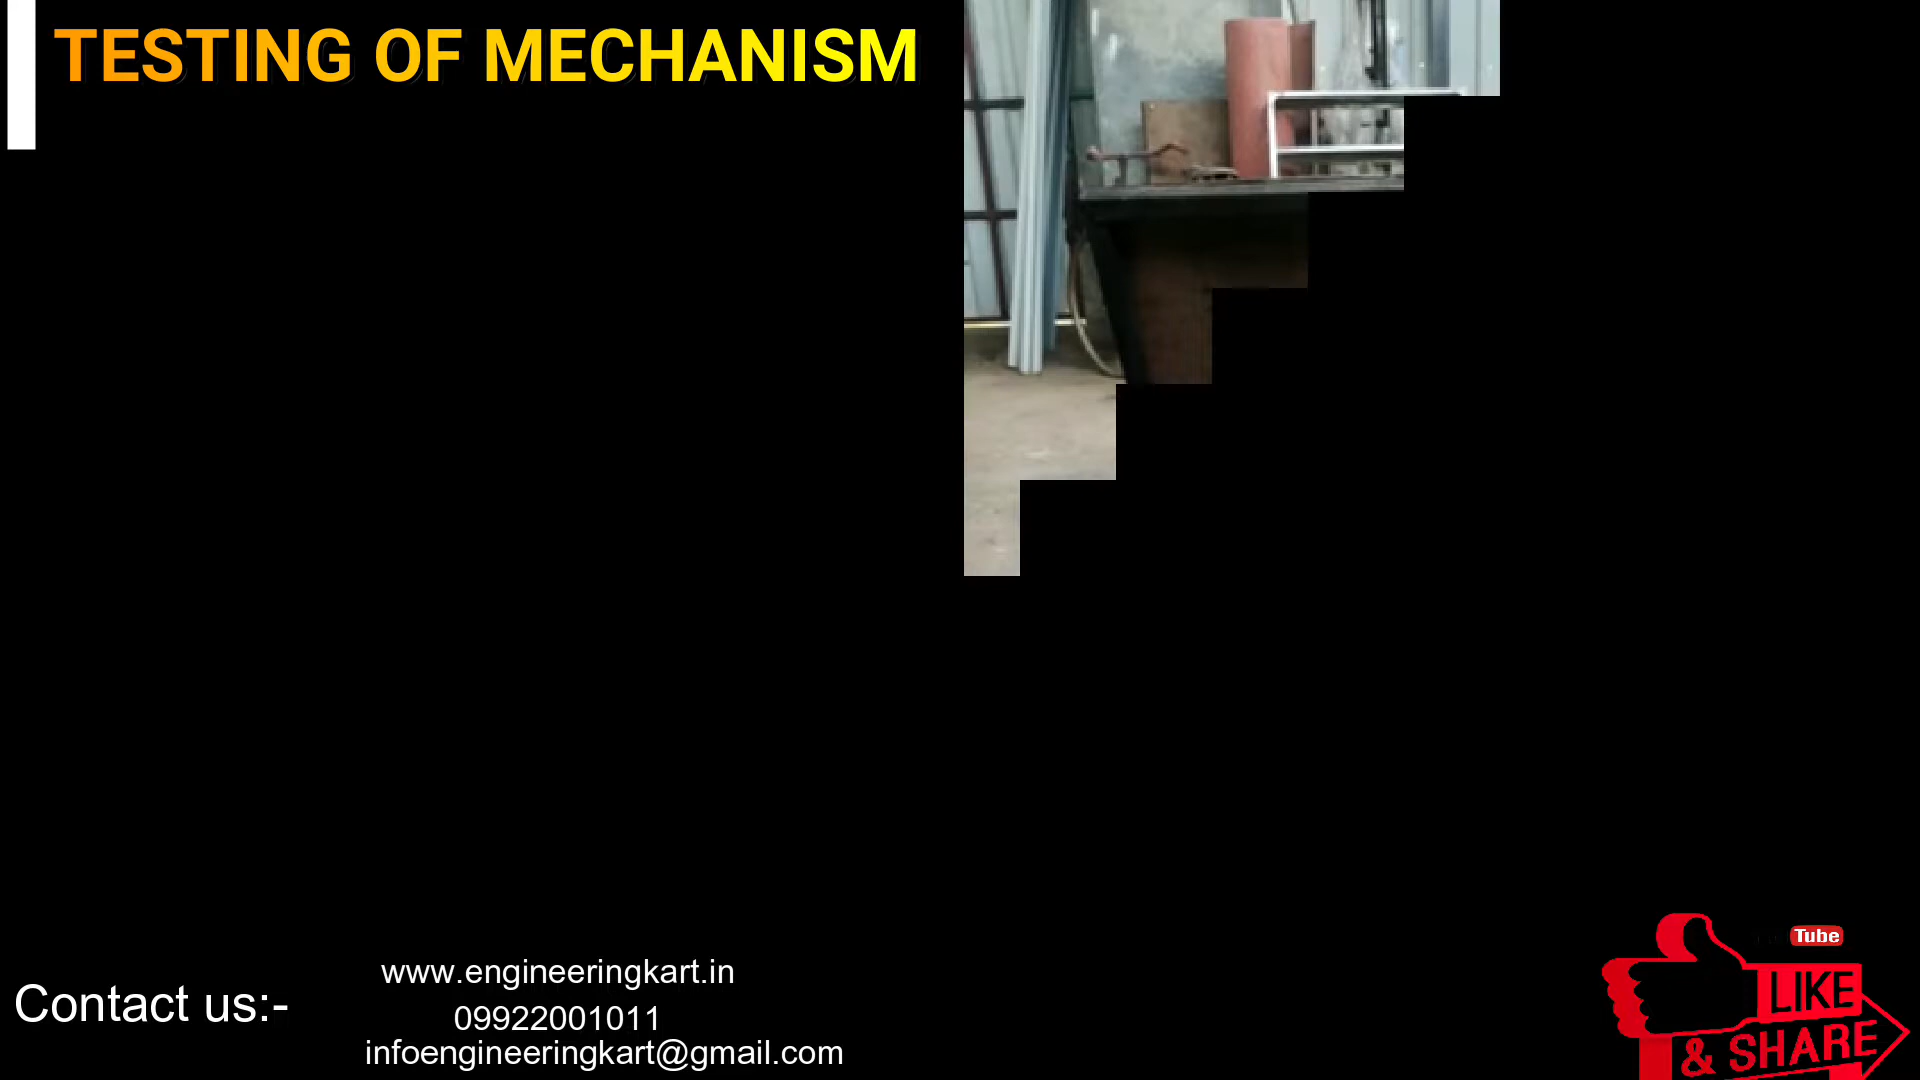 TESTING OF MECHANISM
Tube
LIKE
& SHARE
www.engineeringkart.in
Contact us:-
09922001011
infoengineeringkart@gmail.com